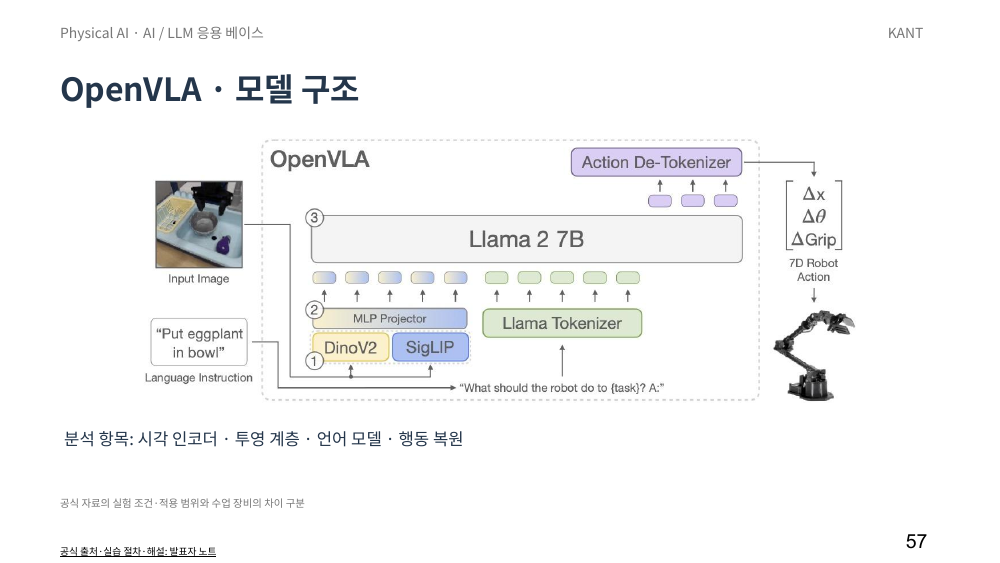 Physical AI · AI / LLM 응용 베이스
KANT
OpenVLA · 모델 구조
OpenVLA
Action De-Tokenizer
Δx
Δθ
ΔGrip
7D Robot
Action
3
Llama 2 7B
Input Image
2
MLP Projector
Llama Tokenizer
"Put eggplant
in bowl"
Language Instruction
1
DinoV2
SigLIP
"What should the robot do to {task}? A:"
분석 항목: 시각 인코더 · 투영 계층 · 언어 모델 · 행동 복원
공식 자료의 실험 조건·적용 범위와 수업 장비의 차이 구분
공식 출처·실습 절차·해설: 발표자 노트
57